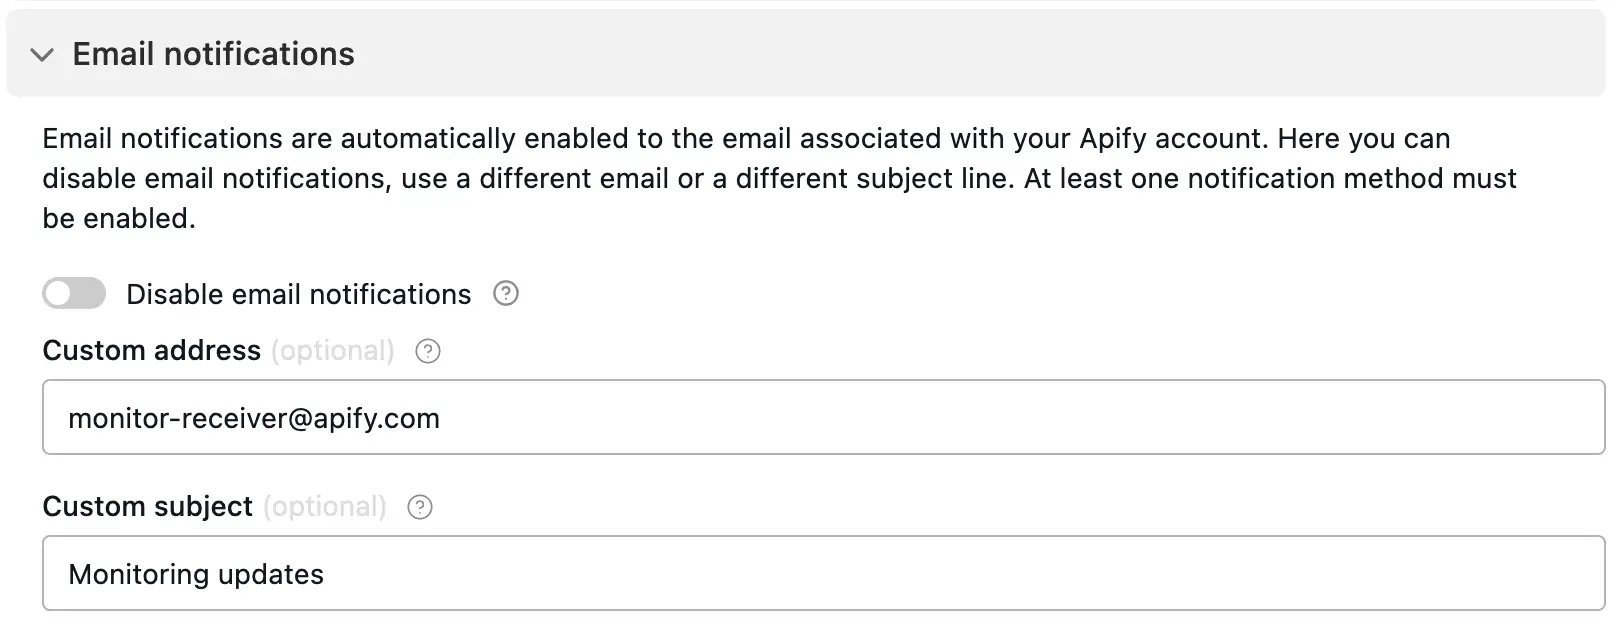 Email notifications
Email notifications are automatically enabled to the email associated with your Apify account. Here you can
disable email notifications, use a different email or a different subject line. At least one notification method must
be enabled.
Disable email notifications
Custom address (optional)
monitor-receiver@apify.com
Custom subject (optional)
Monitoring updates